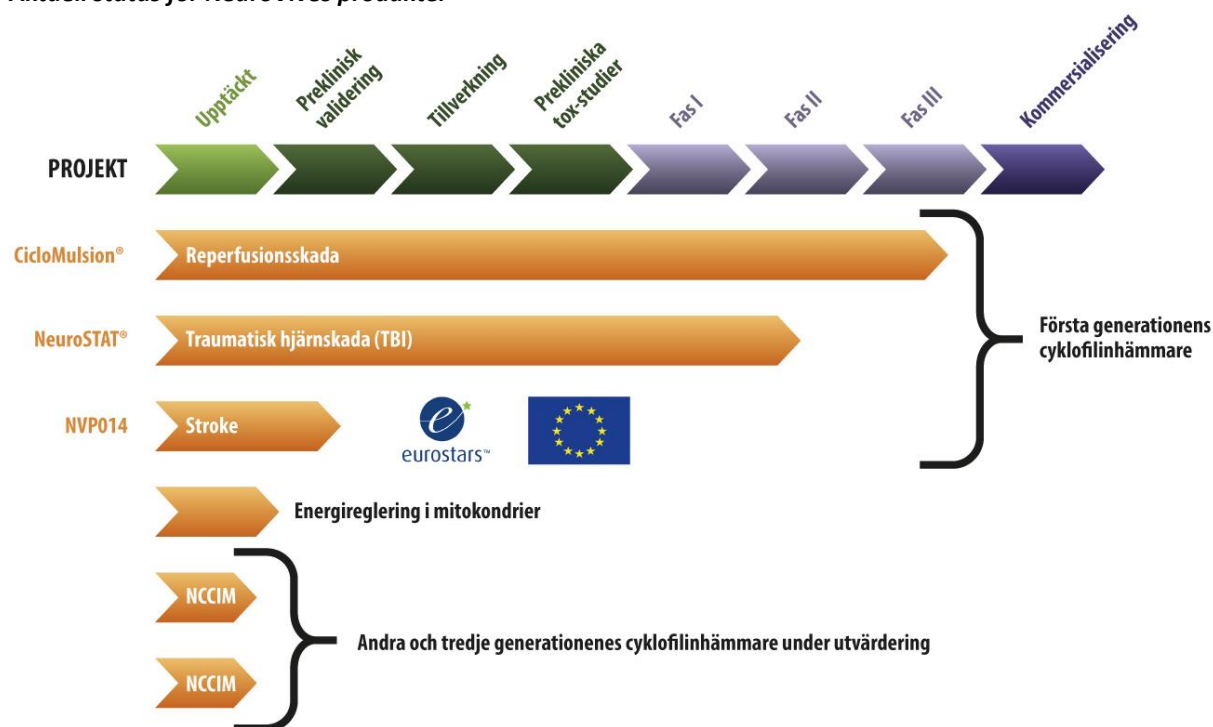 Aktuell status för NeuroVives produkter
Upptäckt
Preklinisk
validering
Tillverkning
Prekliniska
tox-studier
Fas I
Fas II
Fas III
Kommersialisering
PROJEKT
CicloMulsion®
Reperfusionsskada
NeuroSTAT®
Traumatisk hjärnskada (TBI)
Första generationens
cyklofilinhämmare
NVP014
Stroke
e
eurostars™
Energireglering i mitokondrier
NCCIM
Andra och tredje generationenes cyklofilinhämmare under utvärdering
NCCIM